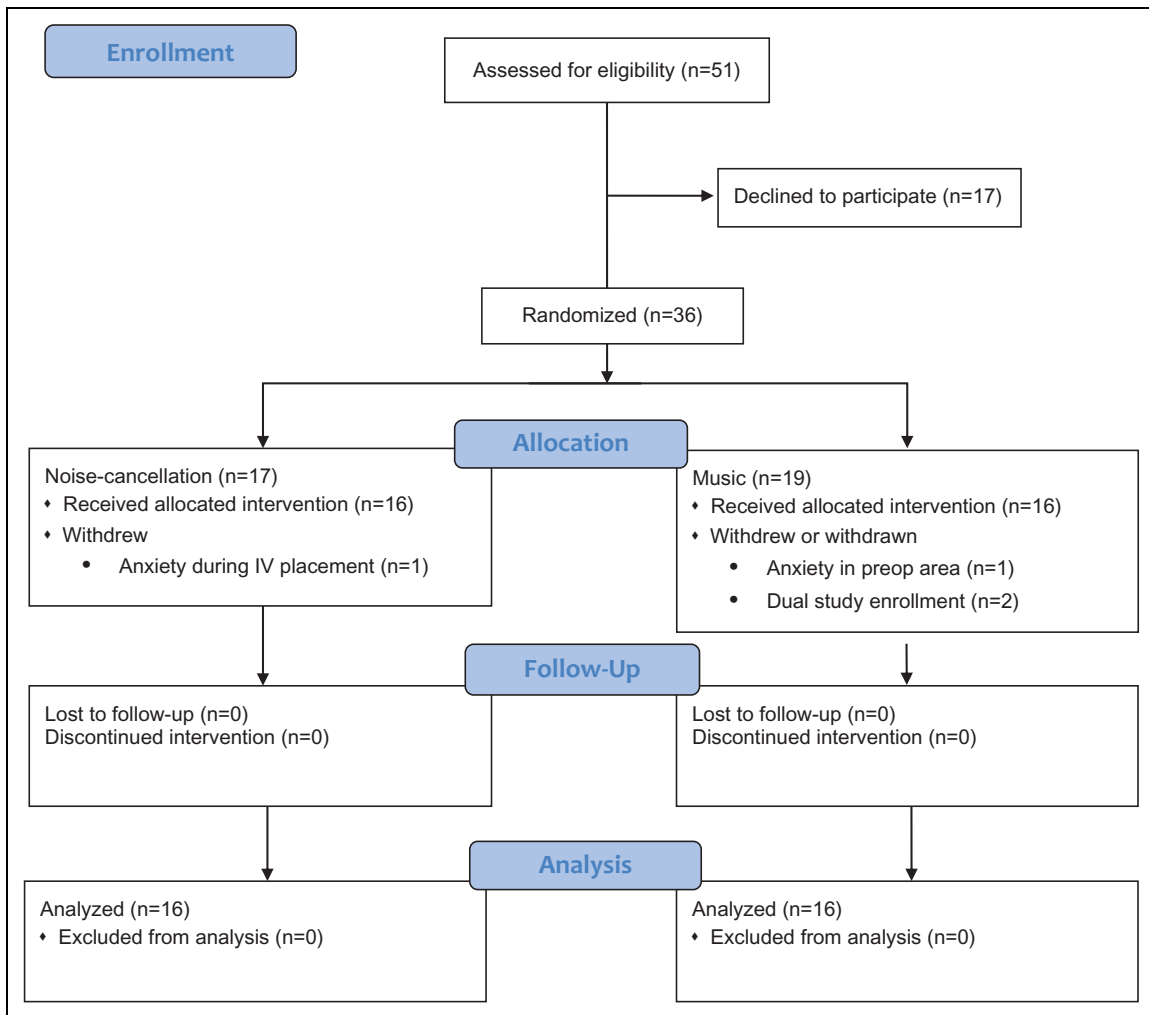 Enrollment
Assessed for eligibility (n=51)
Declined to participate (n=17)
Randomized (n=36)
Allocation
Noise-cancellation (n=17)
♦ Received allocated intervention (n=16)
♦ Withdrew
● Anxiety during IV placement (n=1)
Music (n=19)
♦ Received allocated intervention (n=16)
♦ Withdrew or withdrawn
● Anxiety in preop area (n=1)
● Dual study enrollment (n=2)
Follow-Up
Lost to follow-up (n=0)
Discontinued intervention (n=0)
Lost to follow-up (n=0)
Discontinued intervention (n=0)
Analysis
Analyzed (n=16)
♦ Excluded from analysis (n=0)
Analyzed (n=16)
♦ Excluded from analysis (n=0)